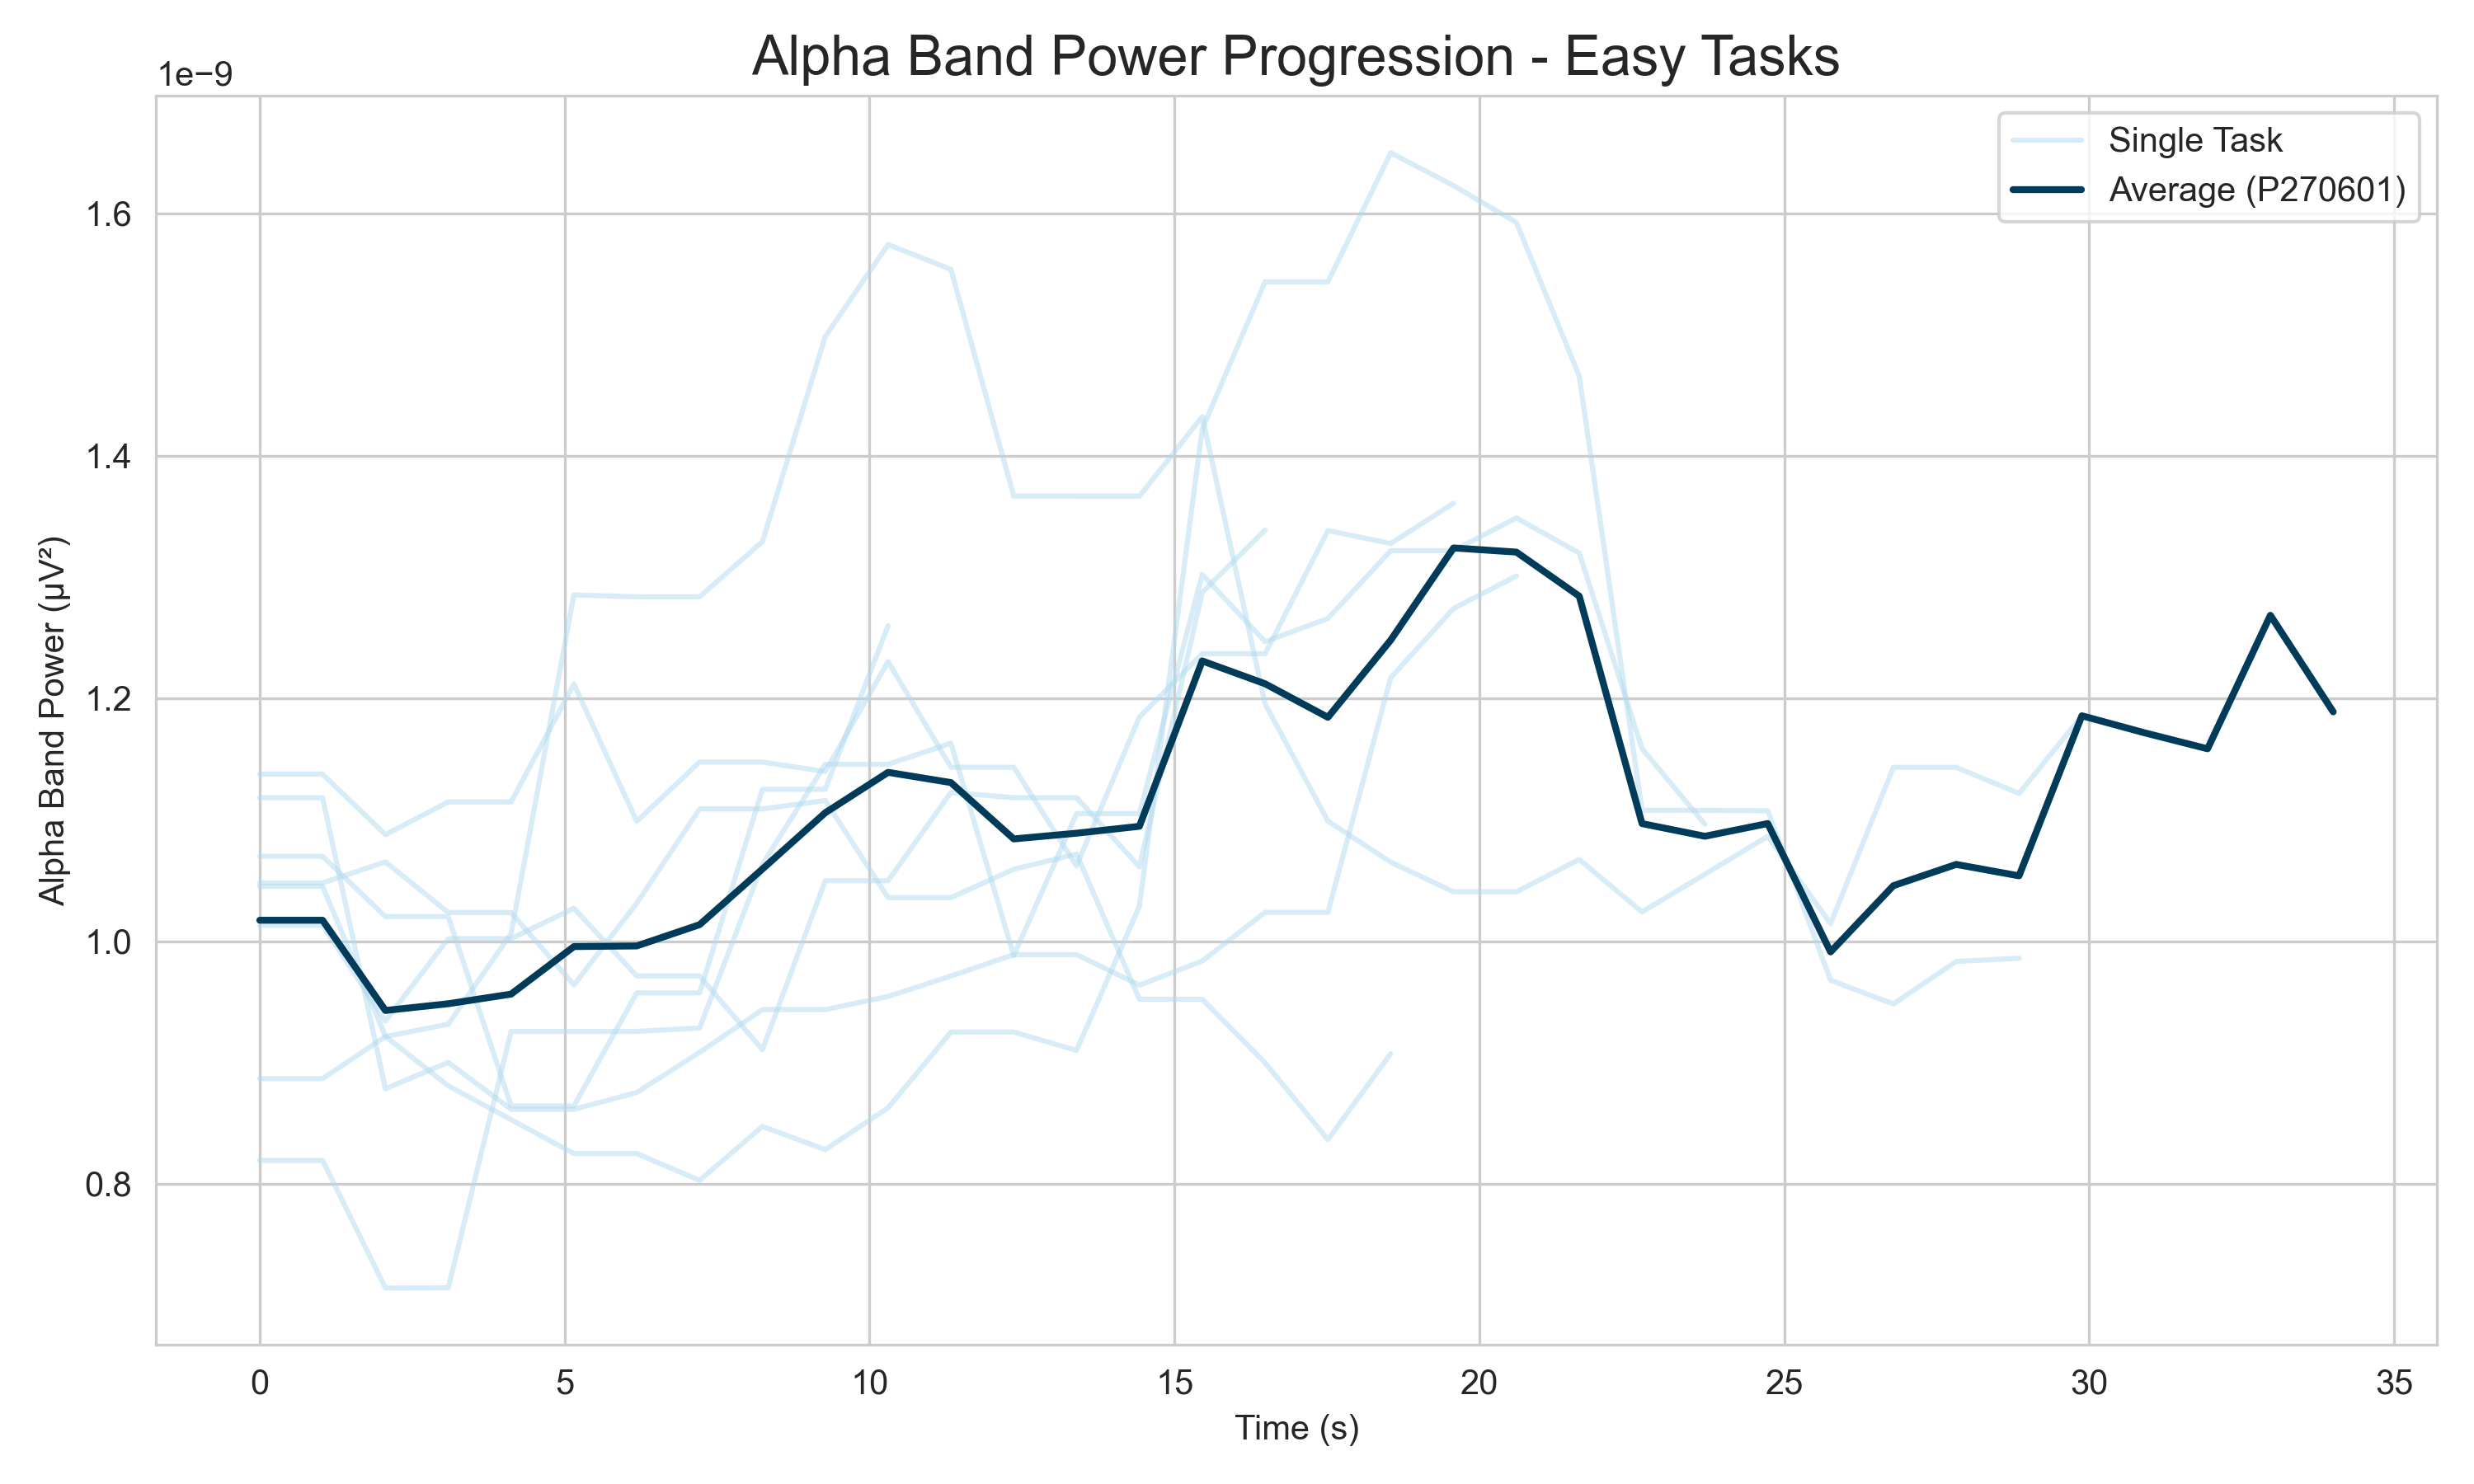 Alpha Band Power Progression - Easy Tasks
1e−9
Single Task
Average (P270601)
Alpha Band Power (µV²)
1.6
1.4
1.2
1.0
0.8
0 5 10 15 20 25 30 35
Time (s)